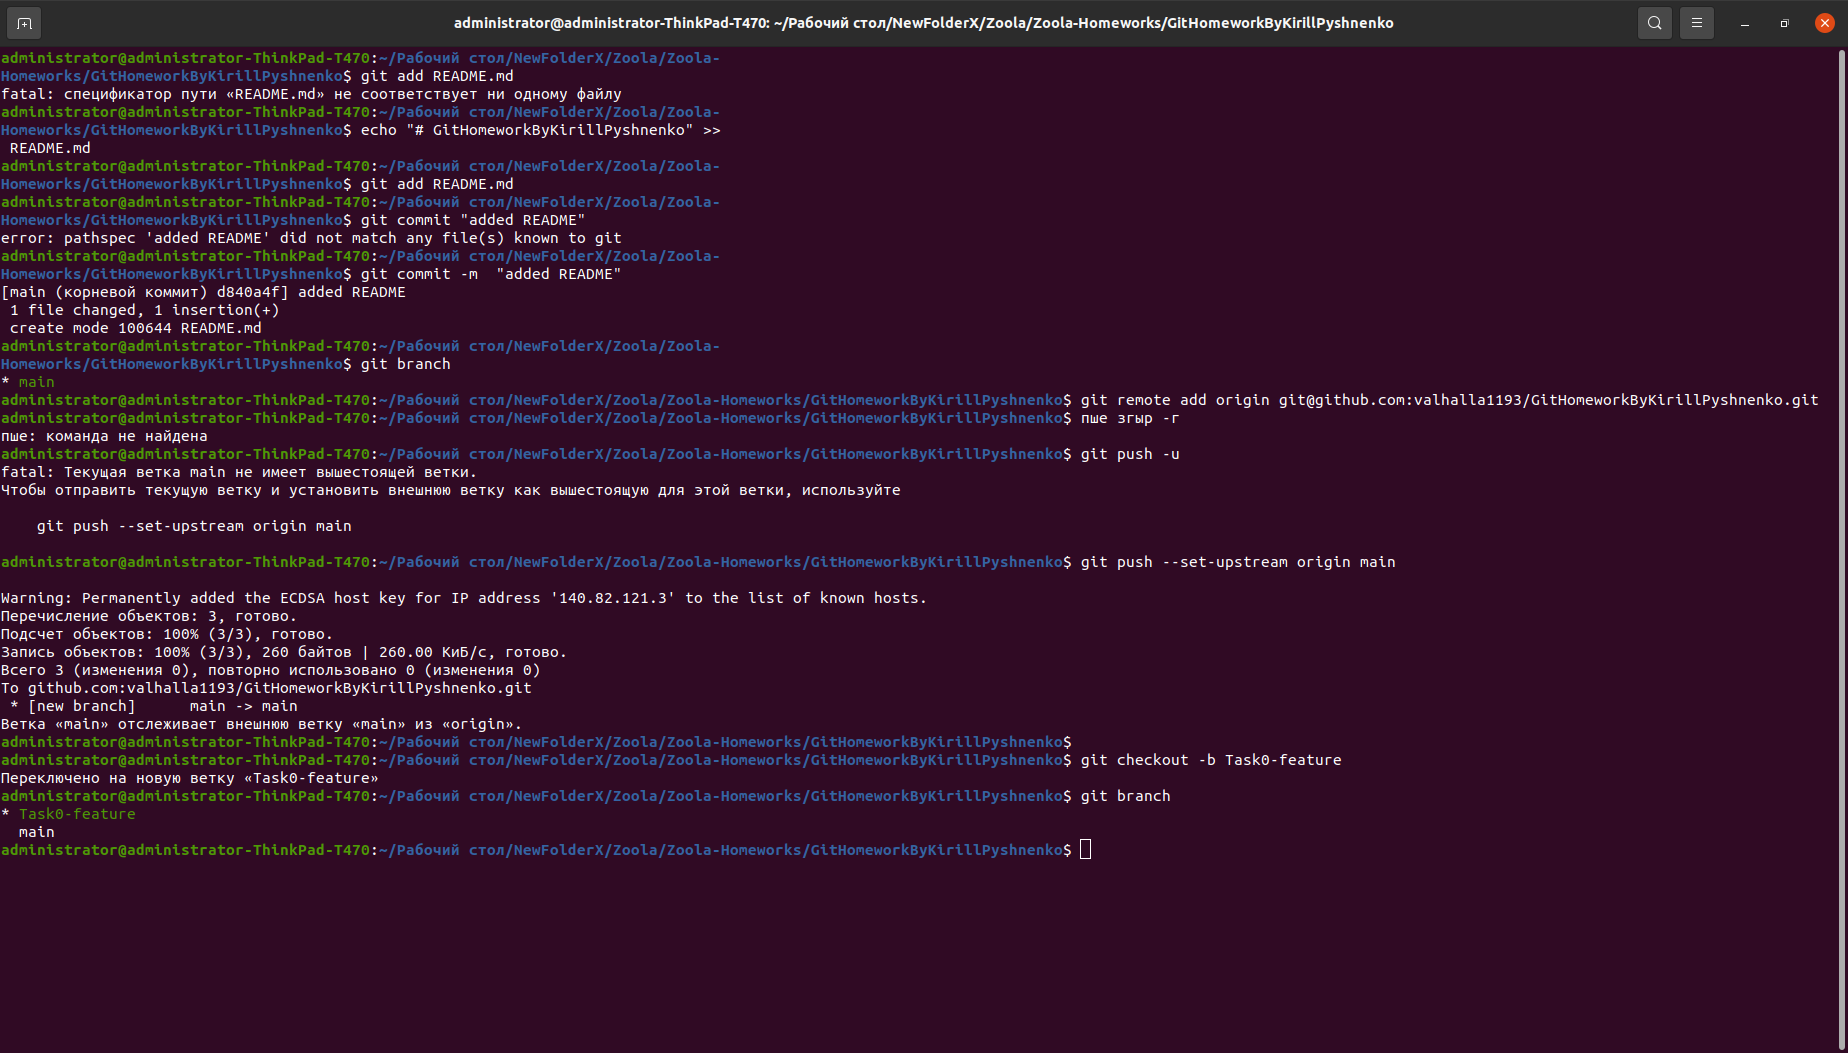 administrator@administrator-ThinkPad-T470: ~/Рабочий стол/NewFolderX/Zoola/Zoola-Homeworks/GitHomeworkByKirillPyshnenko
administrator@administrator-ThinkPad-T470:~/Рабочий стол/NewFolderX/Zoola/Zoola-
Homeworks/GitHomeworkByKirillPyshnenko$ git add README.md
fatal: спецификатор пути «README.md» не соответствует ни одному файлу
administrator@administrator-ThinkPad-T470:~/Рабочий стол/NewFolderX/Zoola/Zoola-
Homeworks/GitHomeworkByKirillPyshnenko$ echo "# GitHomeworkByKirillPyshnenko" >>
 README.md
administrator@administrator-ThinkPad-T470:~/Рабочий стол/NewFolderX/Zoola/Zoola-
Homeworks/GitHomeworkByKirillPyshnenko$ git add README.md
administrator@administrator-ThinkPad-T470:~/Рабочий стол/NewFolderX/Zoola/Zoola-
Homeworks/GitHomeworkByKirillPyshnenko$ git commit "added README"
error: pathspec 'added README' did not match any file(s) known to git
administrator@administrator-ThinkPad-T470:~/Рабочий стол/NewFolderX/Zoola/Zoola-
Homeworks/GitHomeworkByKirillPyshnenko$ git commit -m  "added README"
[main (корневой коммит) d840a4f] added README
 1 file changed, 1 insertion(+)
 create mode 100644 README.md
administrator@administrator-ThinkPad-T470:~/Рабочий стол/NewFolderX/Zoola/Zoola-
Homeworks/GitHomeworkByKirillPyshnenko$ git branch
* main
administrator@administrator-ThinkPad-T470:~/Рабочий стол/NewFolderX/Zoola/Zoola-Homeworks/GitHomeworkByKirillPyshnenko$ git remote add origin git@github.com:valhalla1193/GitHomeworkByKirillPyshnenko.git
administrator@administrator-ThinkPad-T470:~/Рабочий стол/NewFolderX/Zoola/Zoola-Homeworks/GitHomeworkByKirillPyshnenko$ пше згыр -г
пше: команда не найдена
administrator@administrator-ThinkPad-T470:~/Рабочий стол/NewFolderX/Zoola/Zoola-Homeworks/GitHomeworkByKirillPyshnenko$ git push -u
fatal: Текущая ветка main не имеет вышестоящей ветки.
Чтобы отправить текущую ветку и установить внешнюю ветку как вышестоящую для этой ветки, используйте
    git push --set-upstream origin main
administrator@administrator-ThinkPad-T470:~/Рабочий стол/NewFolderX/Zoola/Zoola-Homeworks/GitHomeworkByKirillPyshnenko$ git push --set-upstream origin main
Warning: Permanently added the ECDSA host key for IP address '140.82.121.3' to the list of known hosts.
Перечисление объектов: 3, готово.
Подсчет объектов: 100% (3/3), готово.
Запись объектов: 100% (3/3), 260 байтов | 260.00 КиБ/с, готово.
Всего 3 (изменения 0), повторно использовано 0 (изменения 0)
To github.com:valhalla1193/GitHomeworkByKirillPyshnenko.git
 * [new branch]      main -> main
Ветка «main» отслеживает внешнюю ветку «main» из «origin».
administrator@administrator-ThinkPad-T470:~/Рабочий стол/NewFolderX/Zoola/Zoola-Homeworks/GitHomeworkByKirillPyshnenko$
administrator@administrator-ThinkPad-T470:~/Рабочий стол/NewFolderX/Zoola/Zoola-Homeworks/GitHomeworkByKirillPyshnenko$ git checkout -b Task0-feature
Переключено на новую ветку «Task0-feature»
administrator@administrator-ThinkPad-T470:~/Рабочий стол/NewFolderX/Zoola/Zoola-Homeworks/GitHomeworkByKirillPyshnenko$ git branch
* Task0-feature
  main
administrator@administrator-ThinkPad-T470:~/Рабочий стол/NewFolderX/Zoola/Zoola-Homeworks/GitHomeworkByKirillPyshnenko$